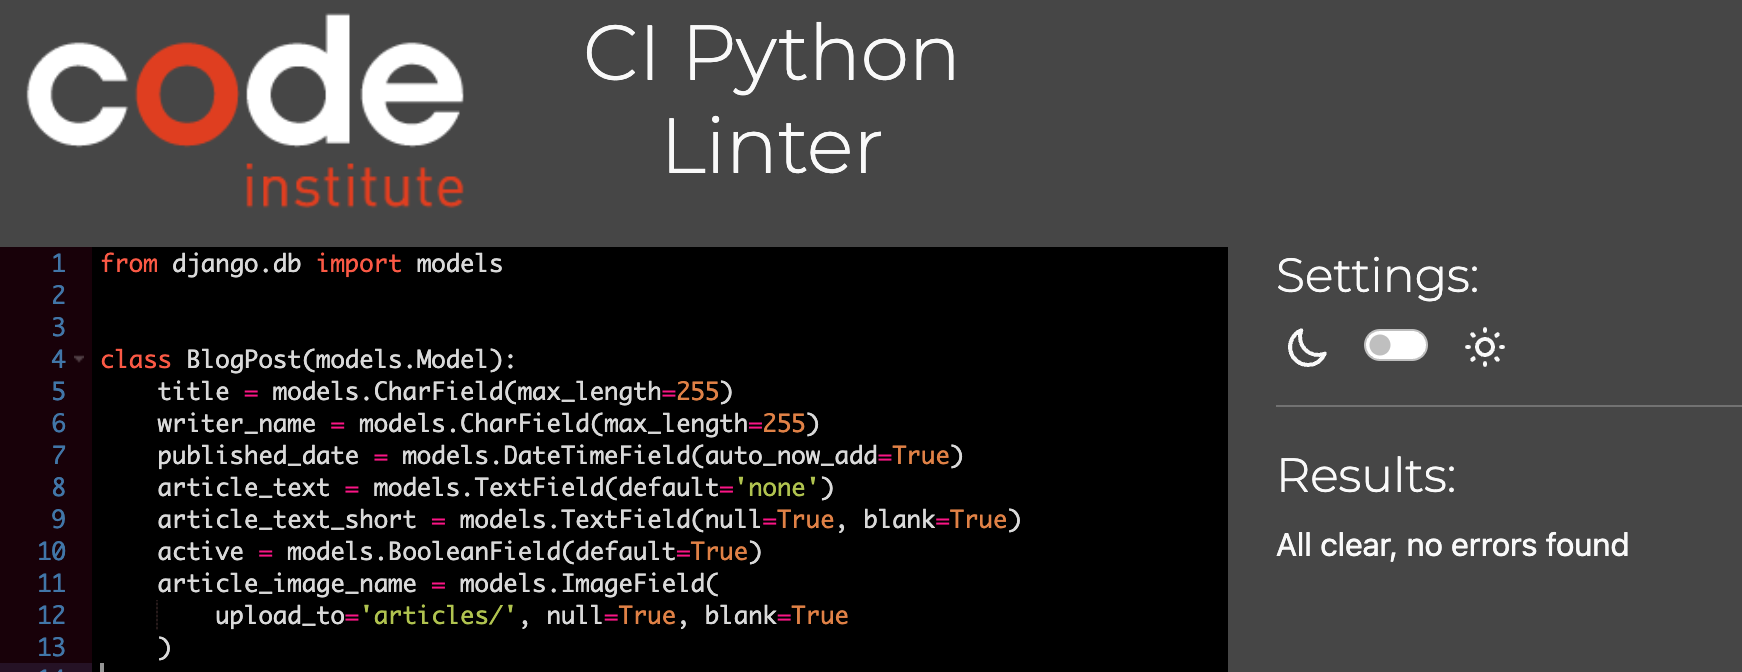 code
institute
CI Python
Linter
1 from django.db import models
2
3
4 class BlogPost(models.Model):
5     title = models.CharField(max_length=255)
6     writer_name = models.CharField(max_length=255)
7     published_date = models.DateTimeField(auto_now_add=True)
8     article_text = models.TextField(default='none')
9     article_text_short = models.TextField(null=True, blank=True)
10     active = models.BooleanField(default=True)
11     article_image_name = models.ImageField(
12         upload_to='articles/', null=True, blank=True
13     )
Settings:
Results:
All clear, no errors found